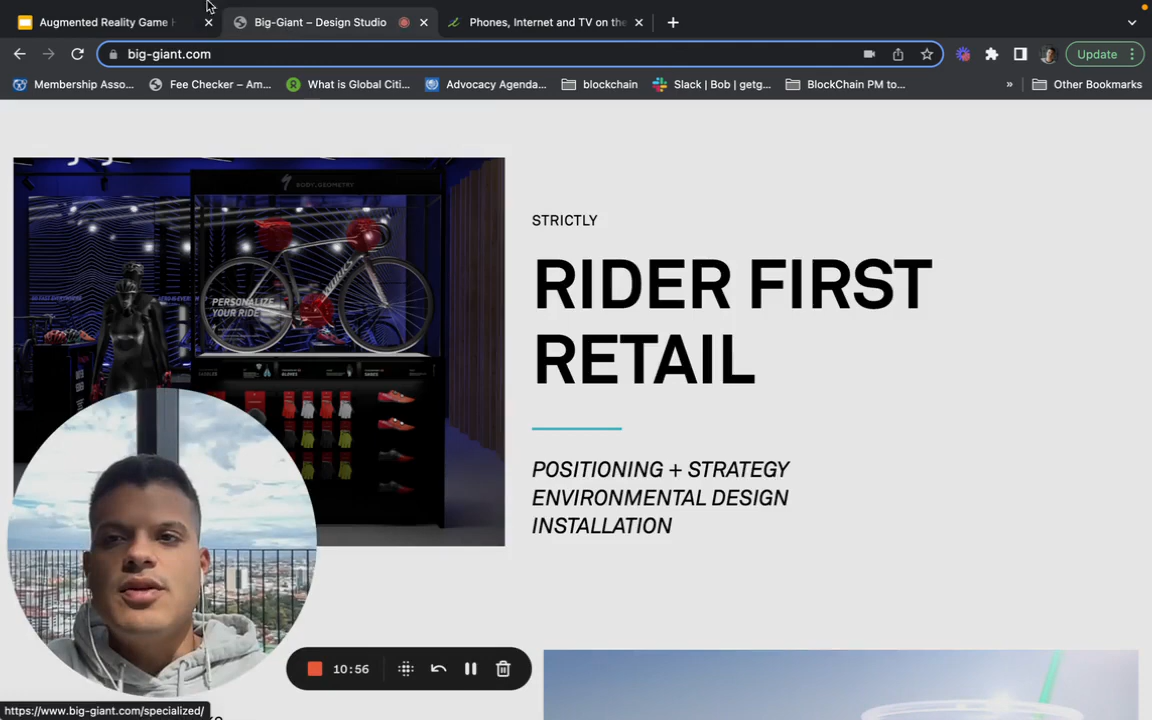 Augmented Reality Game
Big-Giant – Design Studio
Phones, Internet and TV on the
big-giant.com
Update
Membership Asso...
Fee Checker – Am...
What is Global Citi...
Advocacy Agenda...
blockchain
Slack | Bob | getg...
BlockChain PM to...
»
Other Bookmarks
BODY GEOMETRY
PERSONALIZE
YOUR RIDE
STRICTLY
RIDER FIRST
RETAIL
POSITIONING + STRATEGY
ENVIRONMENTAL DESIGN
INSTALLATION
10:56
https://www.big-giant.com/specialized/